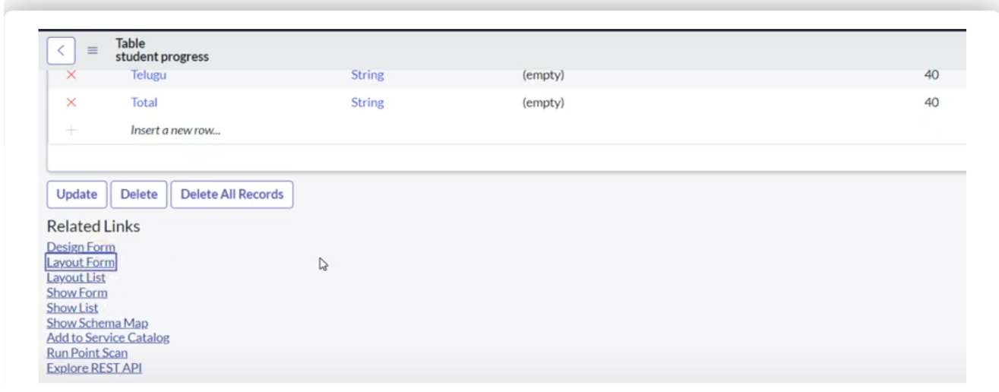 Table
student progress
Telugu String (empty) 40
Total String (empty) 40
Insert a new row...
Update Delete Delete All Records
Related Links
Design Form
Layout Form
Layout List
Show Form
Show List
Show Schema Map
Add to Service Catalog
Run Point Scan
Explore REST API